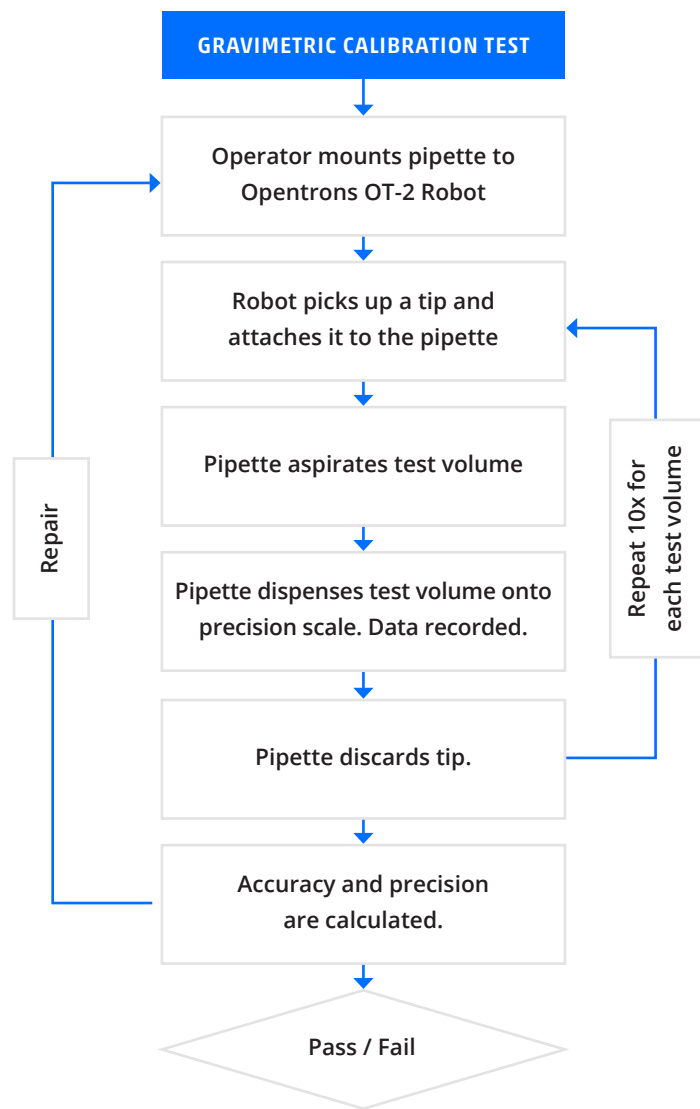 GRAVIMETRIC CALIBRATION TEST
Operator mounts pipette to
Opentrons OT-2 Robot
Robot picks up a tip and
attaches it to the pipette
Pipette aspirates test volume
Pipette dispenses test volume onto
precision scale. Data recorded.
Pipette discards tip.
Accuracy and precision
are calculated.
Pass / Fail
Repair
Repeat 10x for
each test volume